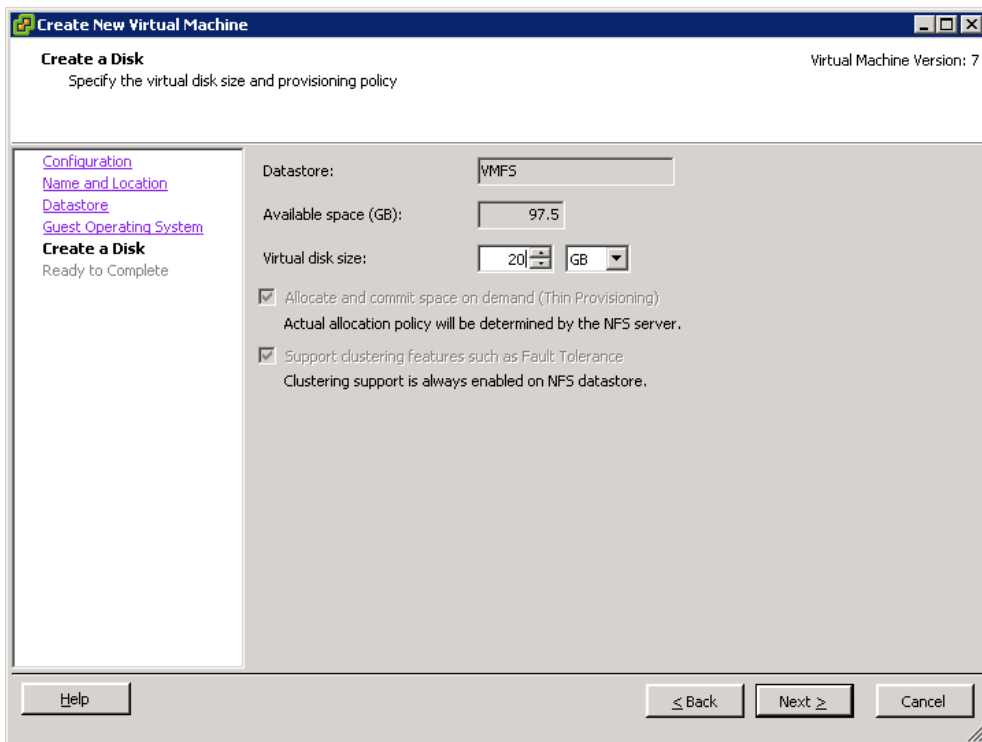 Create New Virtual Machine
Create a Disk
Virtual Machine Version: 7
Specify the virtual disk size and provisioning policy
Configuration
Name and Location
Datastore
Guest Operating System
Create a Disk
Ready to Complete
Datastore: VMFS
Available space (GB): 97.5
Virtual disk size: 20 GB
Allocate and commit space on demand (Thin Provisioning)
Actual allocation policy will be determined by the NFS server.
Support clustering features such as Fault Tolerance
Clustering support is always enabled on NFS datastore.
Help
< Back
Next >
Cancel